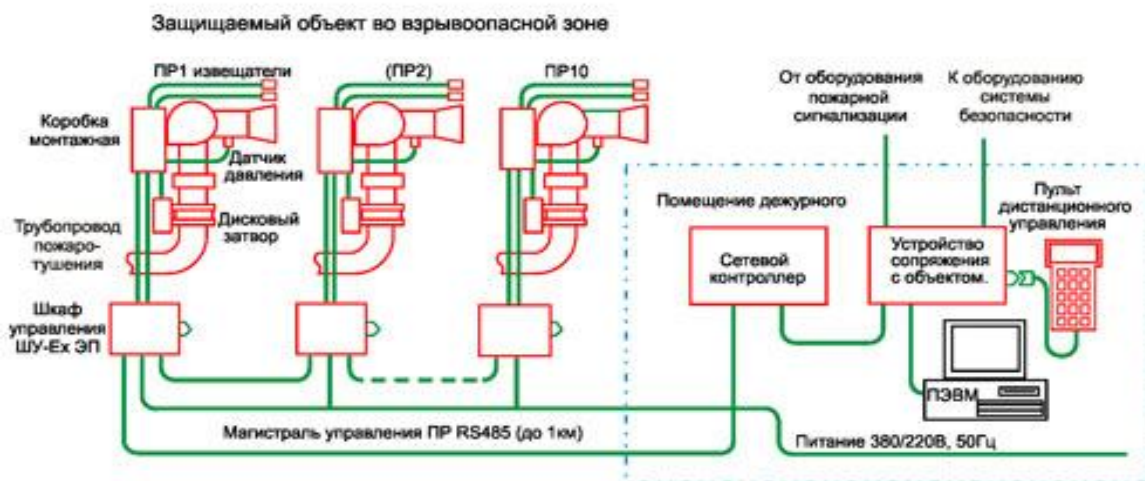 Защищаемый объект во взрывоопасной зоне
ПР1 извещатели
(ПР2)
ПР10
От оборудования
пожарной
сигнализации
К оборудованию
системы
безопасности
Коробка
монтажная
Датчик
давления
Дисковый
затвор
Трубопровод
пожаро-
тушения
Помещение дежурного
Пульт
дистанционного
управления
Сетевой
контроллер
Устройство
сопряжения
с объектом.
Шкаф
управления
ШУ-Ех ЭП
ПЭВМ
Магистраль управления ПР RS485 (до 1км)
Питание 380/220В, 50Гц